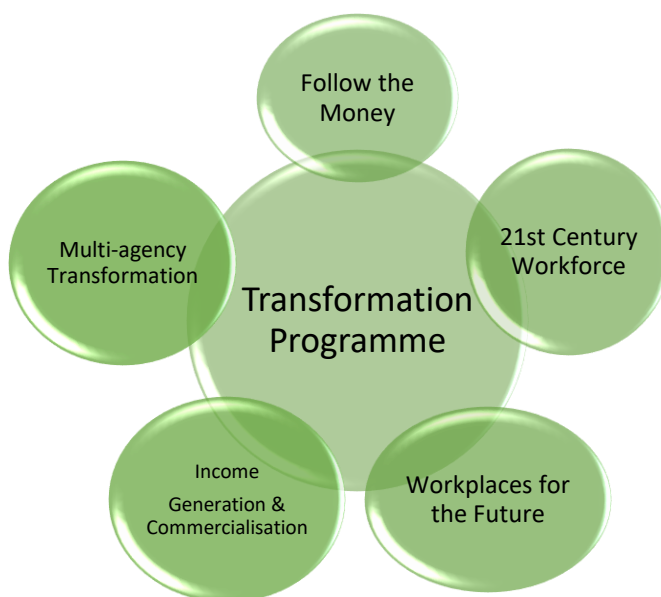 Follow the
Money
21st Century
Workforce
Multi-agency
Transformation
Transformation
Programme
Income
Generation &
Commercialisation
Workplaces for
the Future